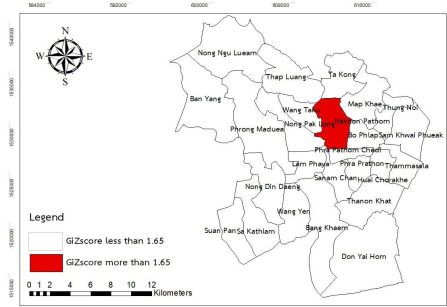 584000 592000 600000 608000 616000
N
W E
S
Nong Ngu Lueam
Ta Kong
Thap Luang
Ban Yang
Map Khae
Thung Noi
Wang Taku
Nong Pak Long
Nakhon Pathom
Phrong Maduea
Bo Phlap
Sam Khwai Phueak
Phra Pathom Chedi
Lam Phaya
Phra Prathon
Thammasala
Sanam Chan
Huai Chorakhe
Nong Din Daeng
Thanon Khat
Wang Yen
Suan Pan
Sa Kathiam
Bang Khaem
Don Yai Hom
Legend
GiZscore less than 1.65
GiZscore more than 1.65
0 1 2 4 6 8 10 12
Kilometers